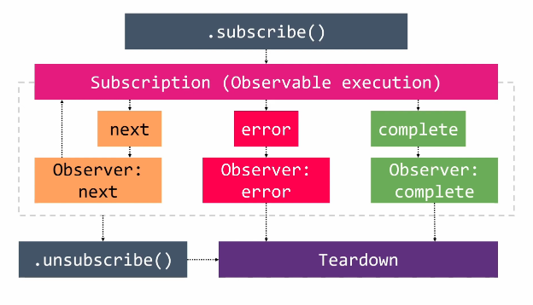 .subscribe()
Subscription (Observable execution)
next
error
complete
Observer:
next
Observer:
error
Observer:
complete
.unsubscribe()
Teardown